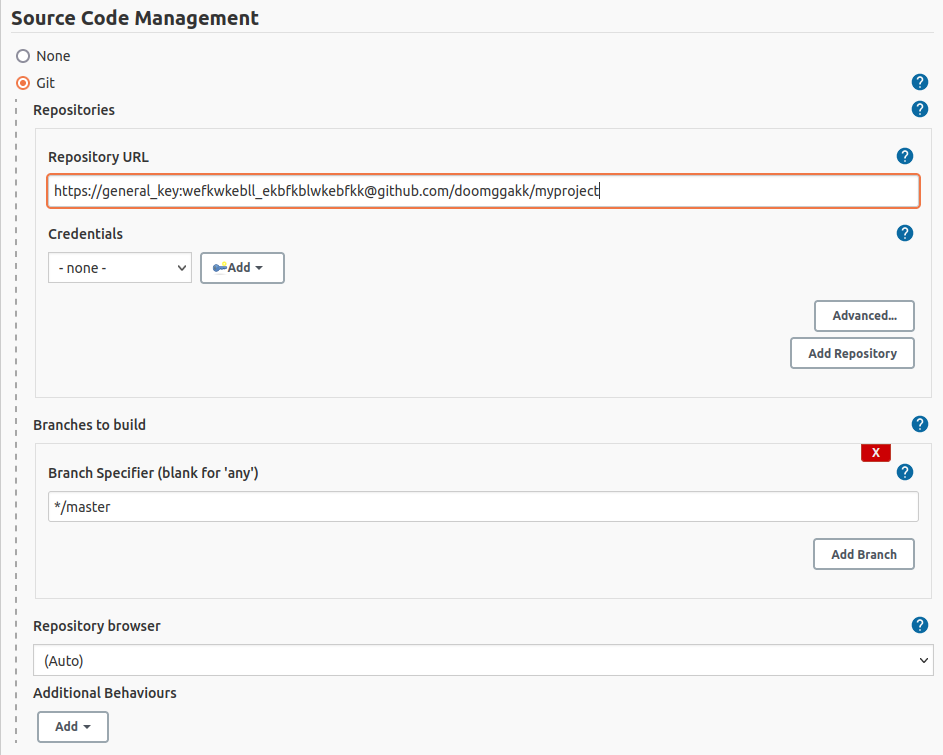 Source Code Management
None
Git
?
Repositories
?
Repository URL
?
https://general_key:wefkwkebll_ekbfkblwkebfkk@github.com/doomggakk/myproject
Credentials
?
- none -
Add
Advanced...
Add Repository
Branches to build
?
X
Branch Specifier (blank for 'any')
?
*/master
Add Branch
Repository browser
?
(Auto)
Additional Behaviours
Add